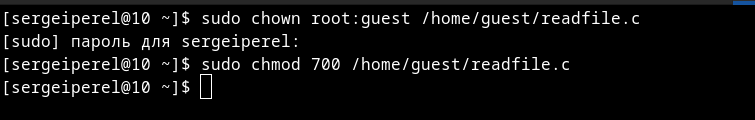 [sergeiperel@10 ~]$ sudo chown root:guest /home/guest/readfile.c
[sudo] пароль для sergeiperel:
[sergeiperel@10 ~]$ sudo chmod 700 /home/guest/readfile.c
[sergeiperel@10 ~]$